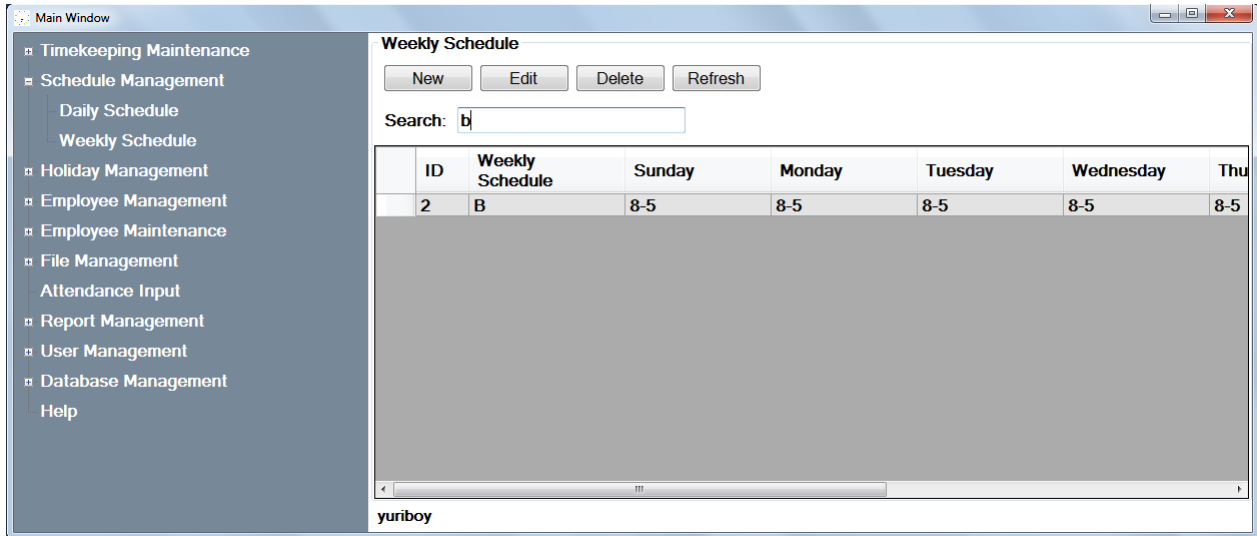 Main Window
Timekeeping Maintenance
Schedule Management
Daily Schedule
Weekly Schedule
Holiday Management
Employee Management
Employee Maintenance
File Management
Attendance Input
Report Management
User Management
Database Management
Help
Weekly Schedule
New Edit Delete Refresh
Search: b
ID Weekly Schedule Sunday Monday Tuesday Wednesday Thu
2 B 8-5 8-5 8-5 8-5 8-5
yuriboy